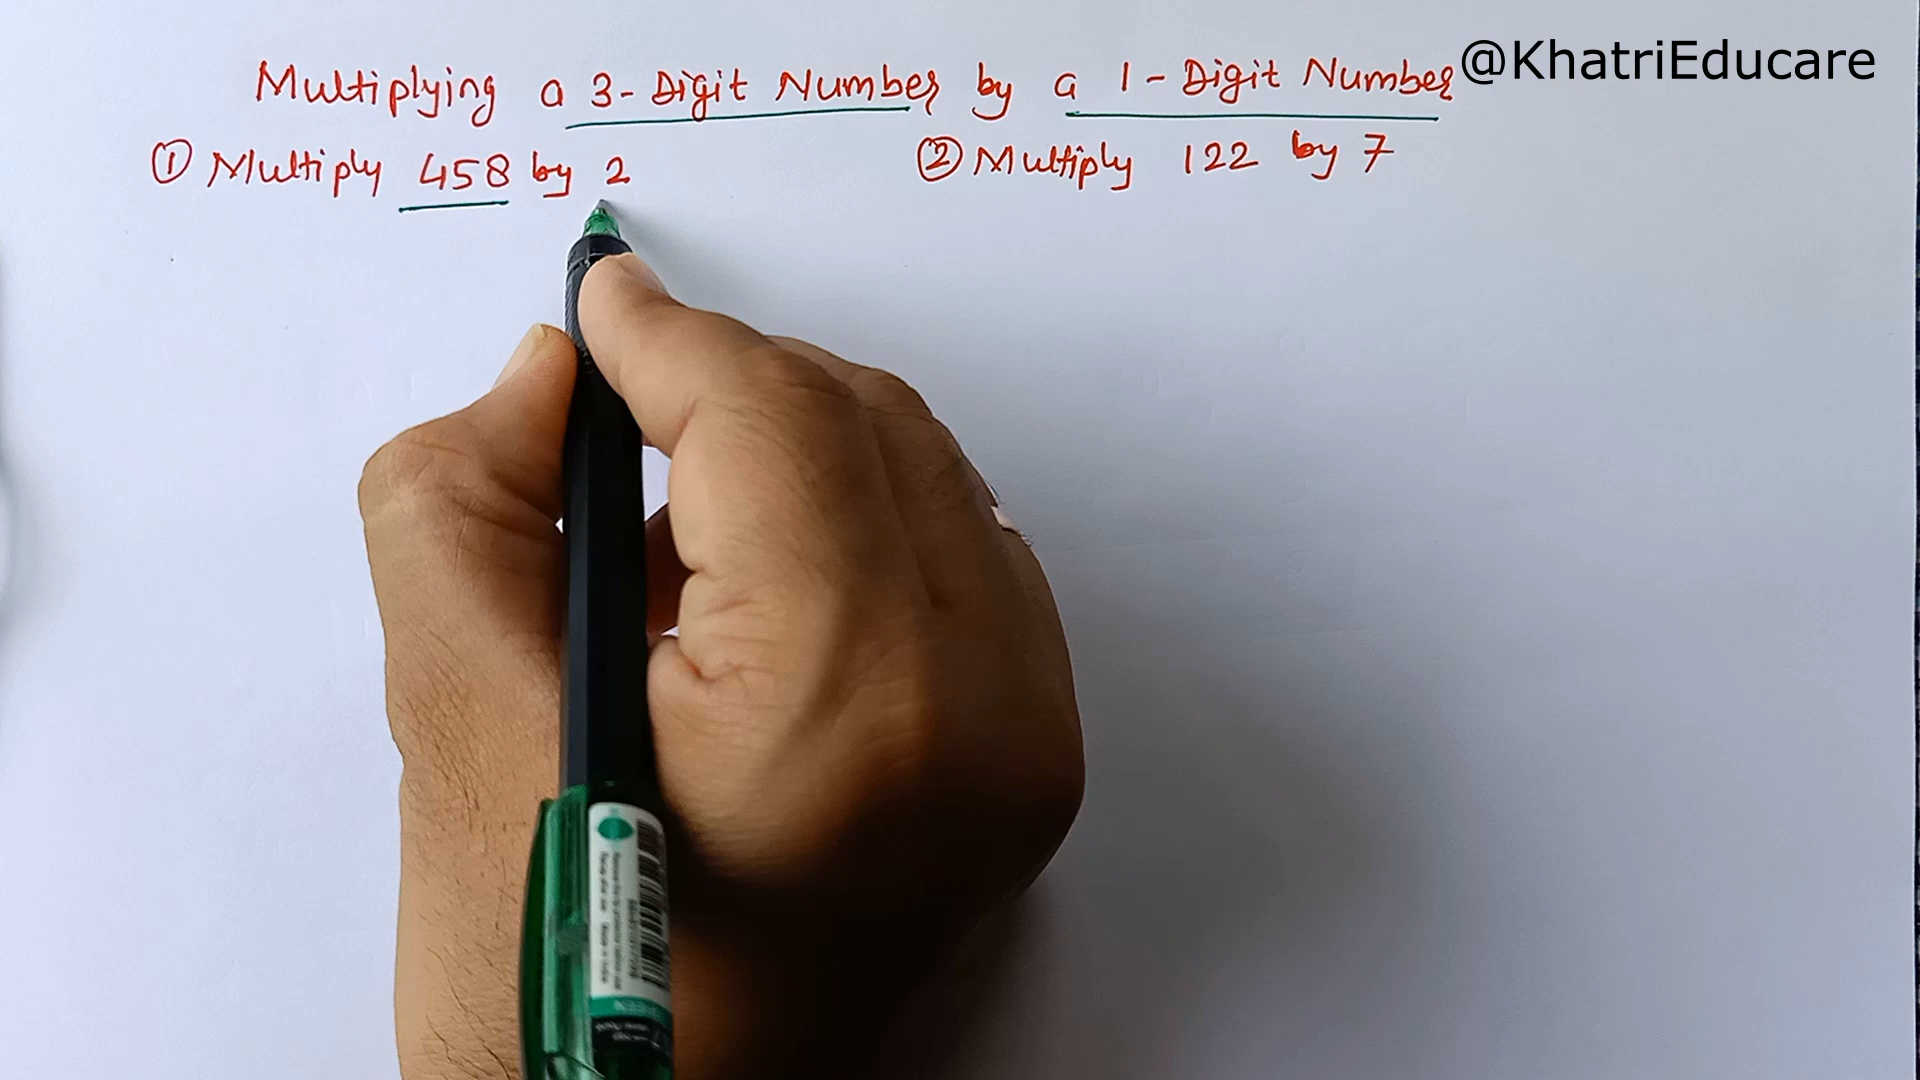 Multiplying a 3-Digit Number by a 1-Digit Number @KhatriEducare
① Multiply 458 by 2 ② Multiply 122 by 7